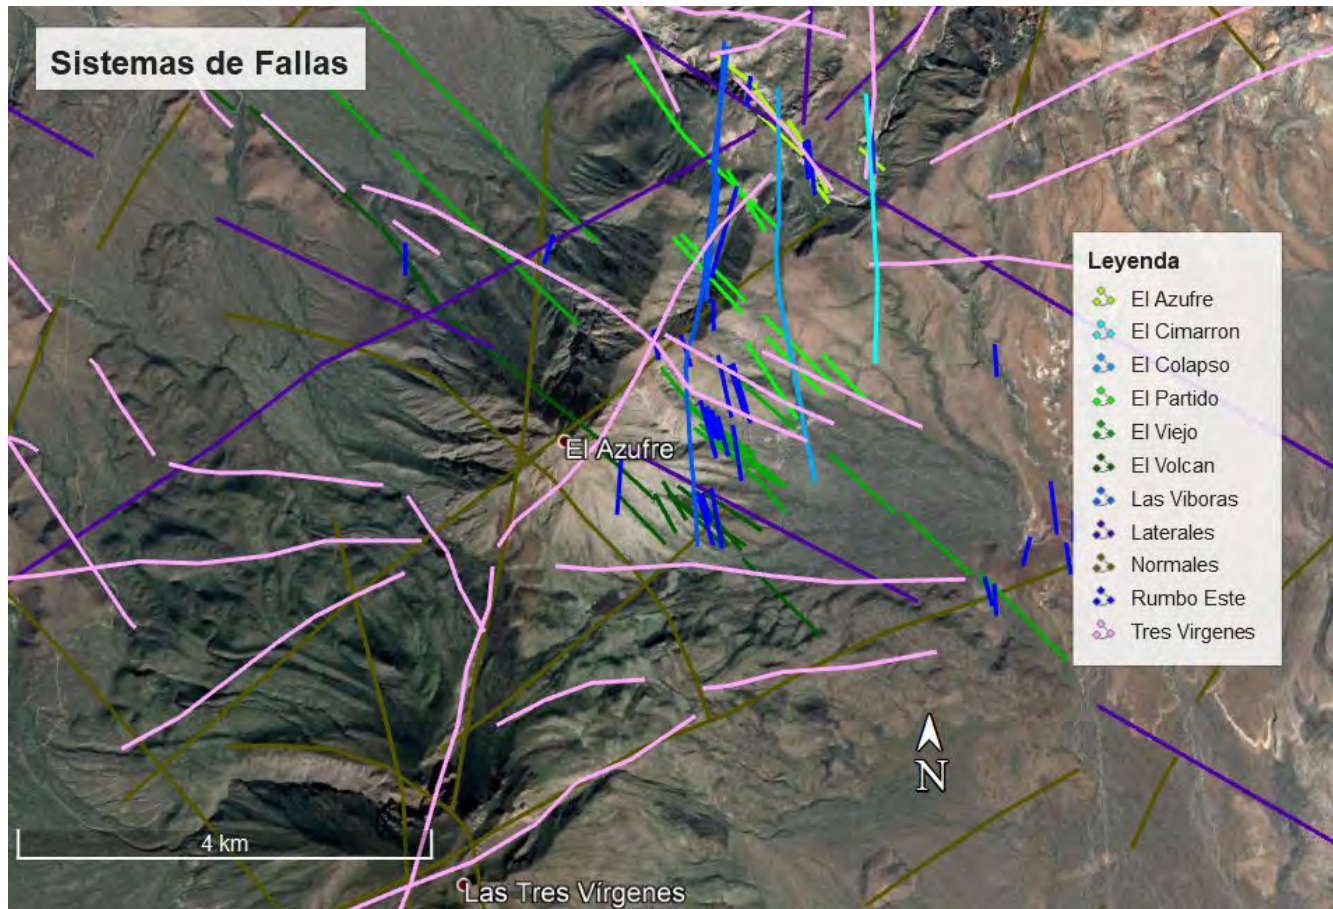 Sistemas de Fallas
Leyenda
El Azufre
El Cimarron
El Colapso
El Partido
El Viejo
El Volcan
Las Viboras
Laterales
Normales
Rumbo Este
Tres Virgenes
El Azufre
N
4 km
Las Tres Vírgenes